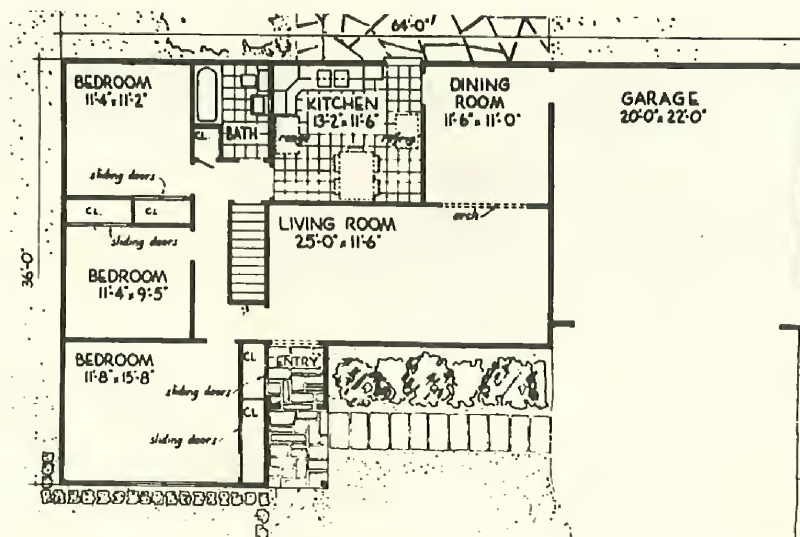 64'-0"
BEDROOM
11'-4" x 11'-2"
KITCHEN
13'-2" x 11'-6"
DINING
ROOM
11'-6" x 11'-0"
GARAGE
20'-0" x 22'-0"
CL.
BATH
range
refrig.
sliding doors
CL.
CL
sliding doors
arch
LIVING ROOM
25'-0" x 11'-6"
36'-0"
BEDROOM
11'-4" x 9'-5"
BEDROOM
11'-8" x 15'-8"
CL
ENTRY
sliding doors
CL
sliding doors